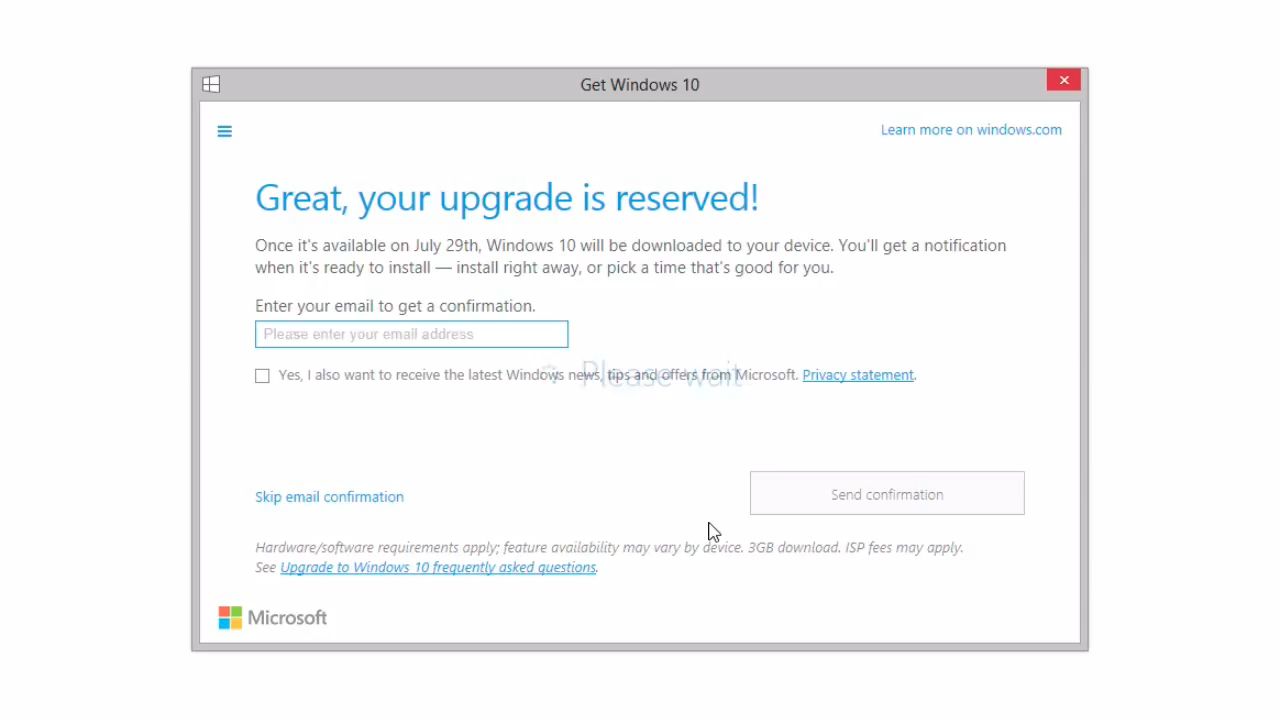 Get Windows 10
Learn more on windows.com
Great, your upgrade is reserved!
Once it's available on July 29th, Windows 10 will be downloaded to your device. You'll get a notification
when it's ready to install — install right away, or pick a time that's good for you.
Enter your email to get a confirmation.
Please enter your email address
Please wait
Yes, I also want to receive the latest Windows news, tips and offers from Microsoft. Privacy statement.
Skip email confirmation
Send confirmation
Hardware/software requirements apply; feature availability may vary by device. 3GB download. ISP fees may apply.
See Upgrade to Windows 10 frequently asked questions.
Microsoft